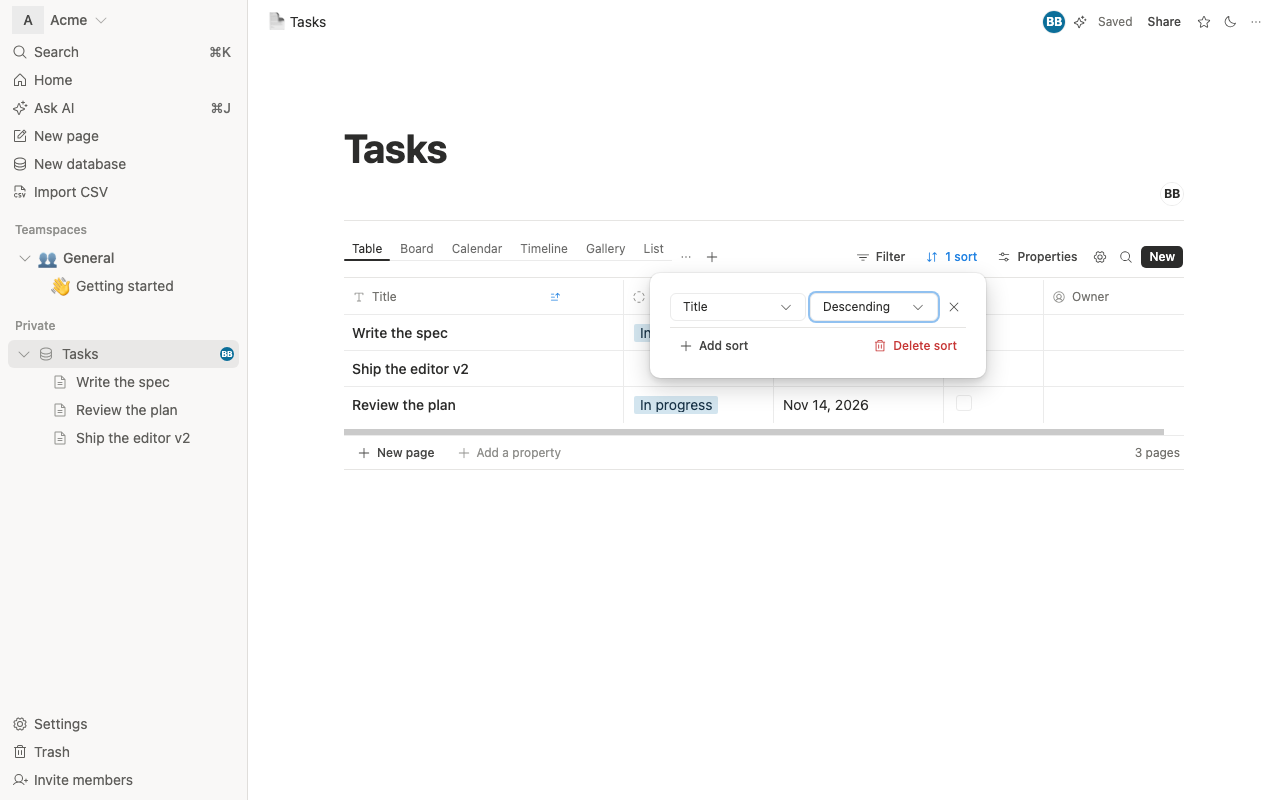 A Acme
Search ⌘K
Home
Ask AI ⌘J
New page
New database
CSV Import CSV
Teamspaces
General
Getting started
Private
Tasks BB
Write the spec
Review the plan
Ship the editor v2
Settings
Trash
Invite members
Tasks
BB Saved Share
Tasks
BB
Table Board Calendar Timeline Gallery List
Filter 1 sort Properties New
Title Owner
Title Descending
Add sort Delete sort
Write the spec In
Ship the editor v2
Review the plan In progress Nov 14, 2026
New page Add a property 3 pages